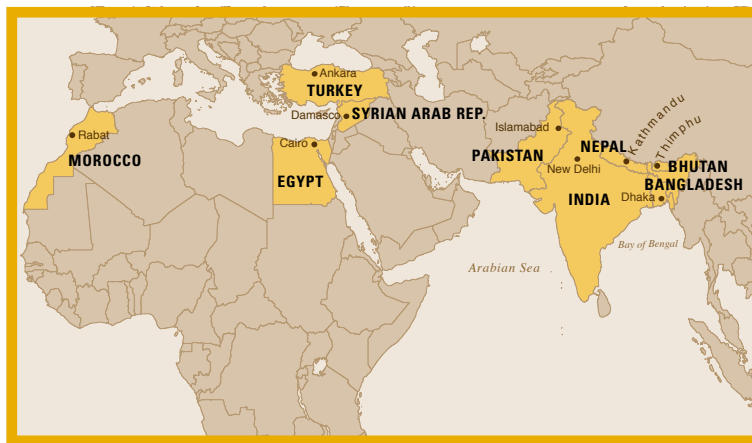 Ankara
TURKEY
Damasco
SYRIAN ARAB REP.
Rabat
MOROCCO
Cairo
EGYPT
Islamabad
PAKISTAN
NEPAL
Kathmandu
Thimphu
New Delhi
BHUTAN
BANGLADESH
Dhaka
INDIA
Bay of Bengal
Arabian Sea